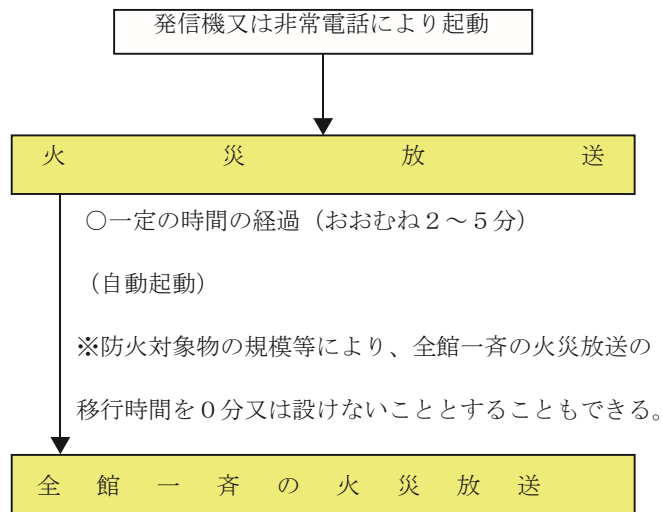 発信機又は非常電話により起動
火災放送
○一定の時間の経過（おおむね２～５分）
（自動起動）
※防火対象物の規模等により、全館一斉の火災放送の
移行時間を０分又は設けないこととすることもできる。
全館一斉の火災放送